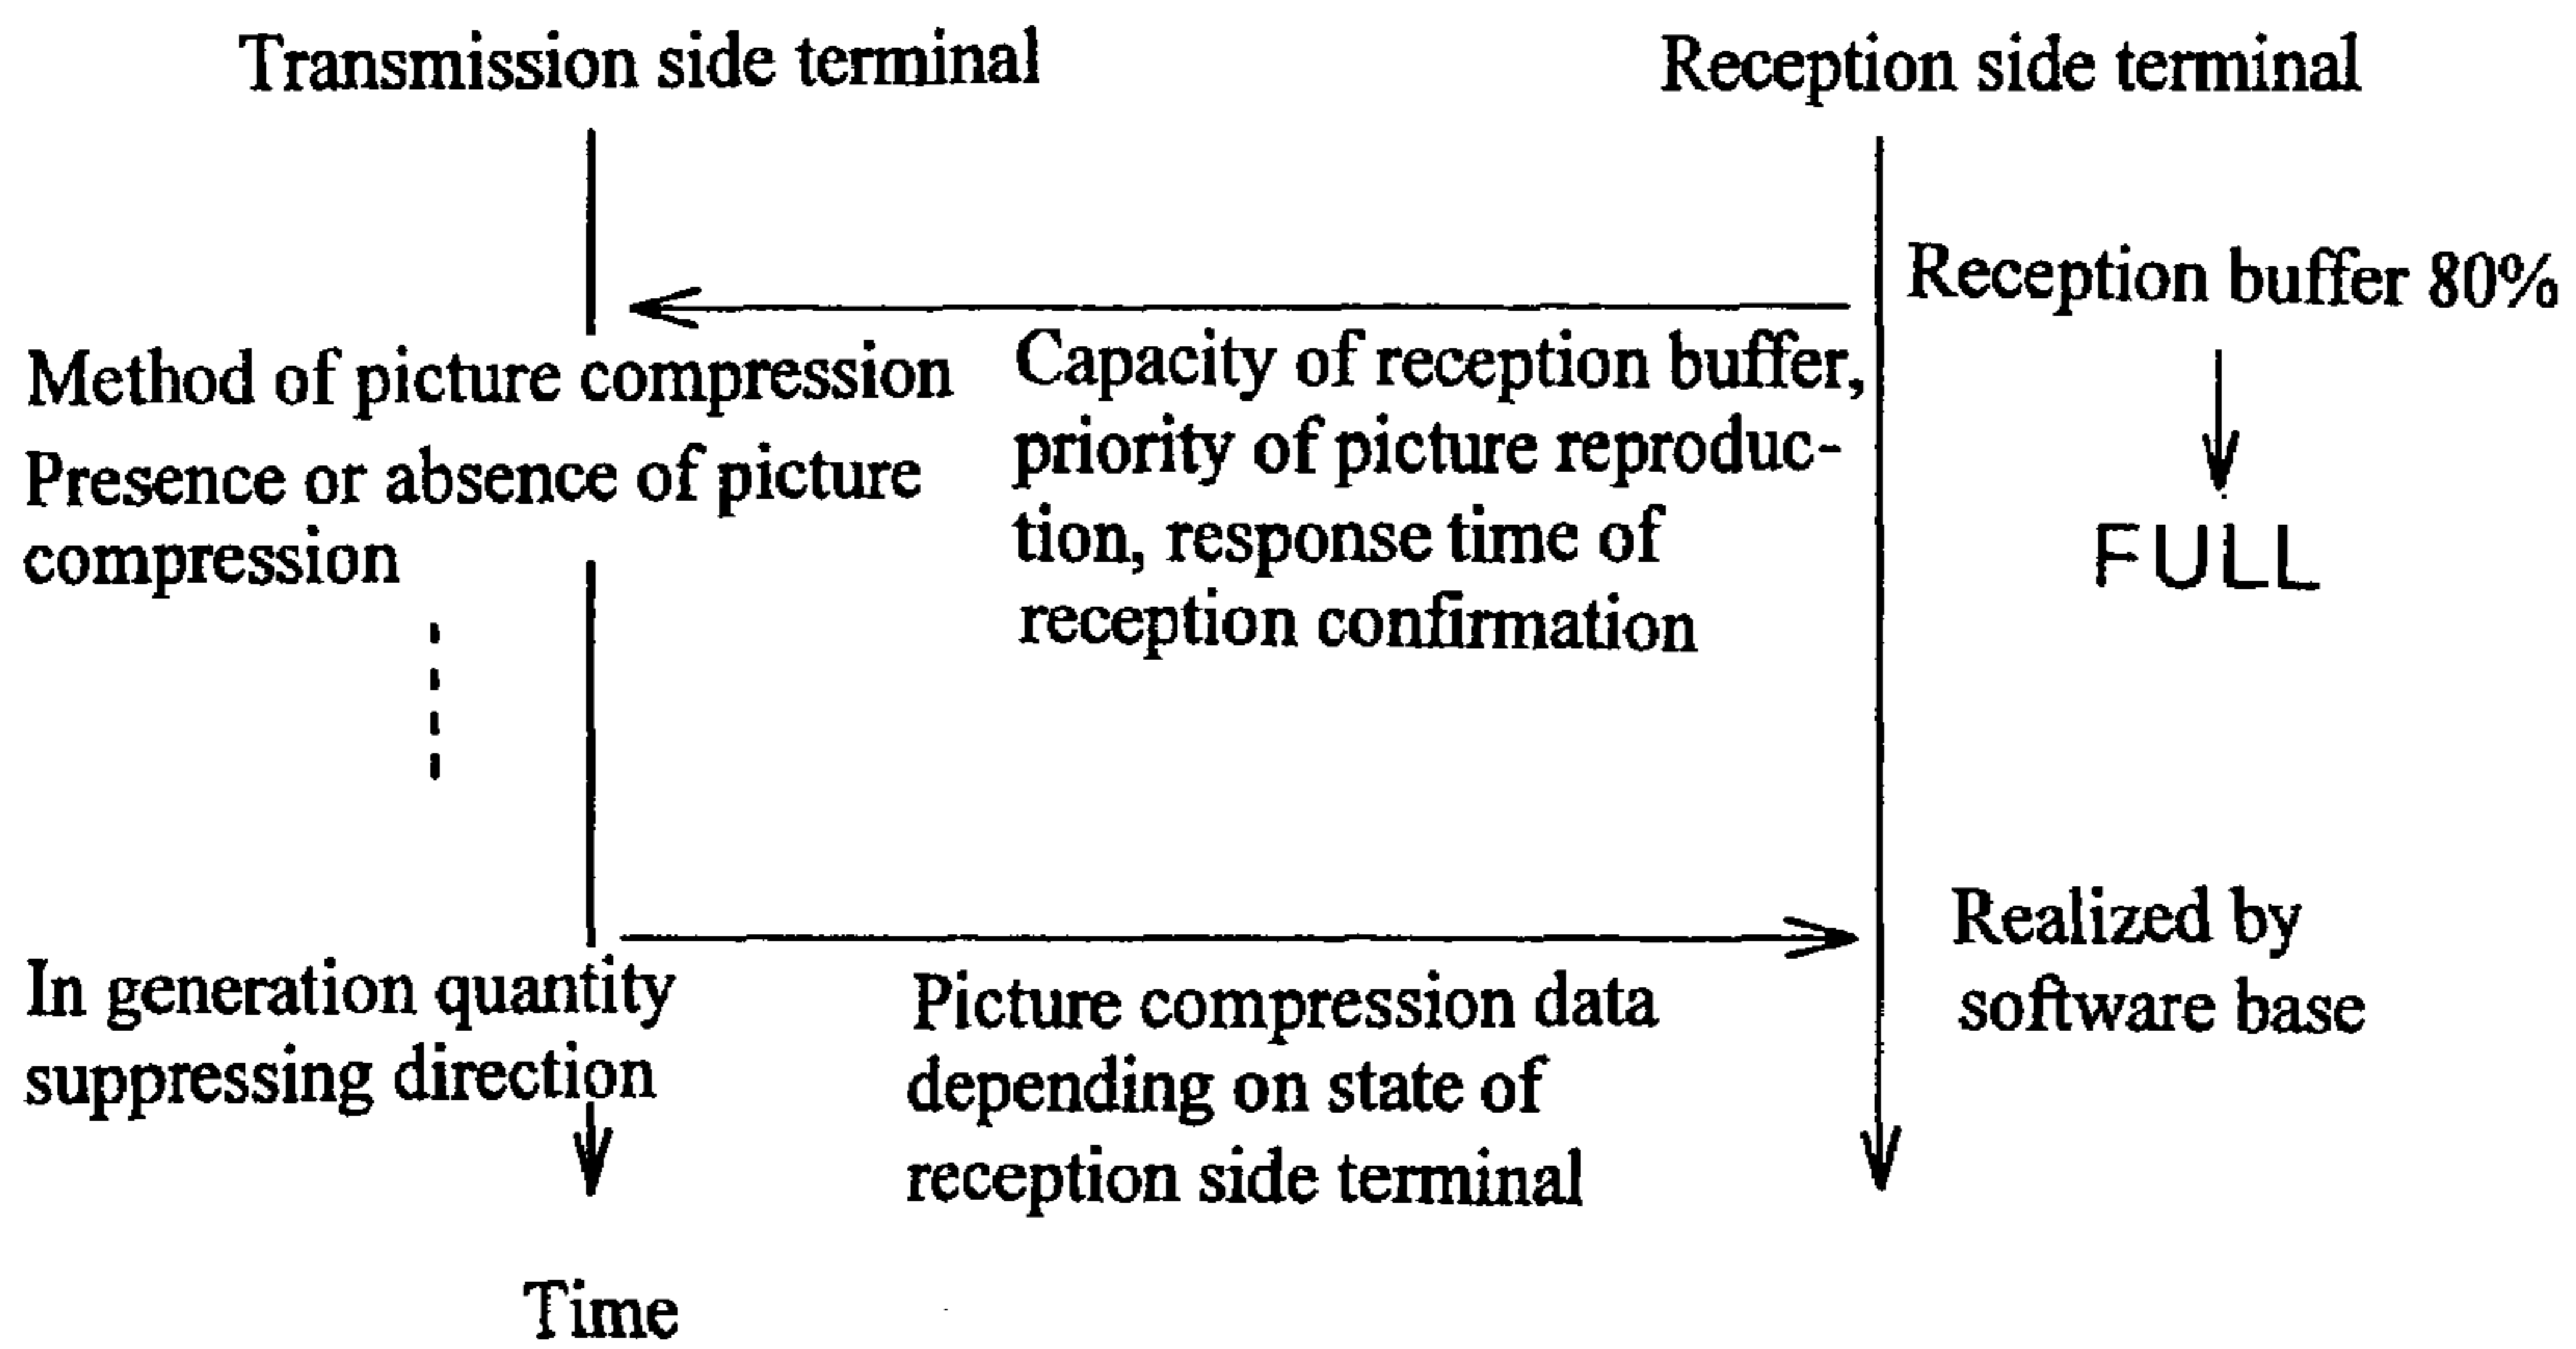 Transmission side terminal
Reception side terminal
Reception buffer 80%
FULL
Method of picture compression
Presence or absence of picture
compression
Capacity of reception buffer,
priority of picture reproduc-
tion, response time of
reception confirmation
Realized by
software base
In generation quantity
suppressing direction
Picture compression data
depending on state of
reception side terminal
Time